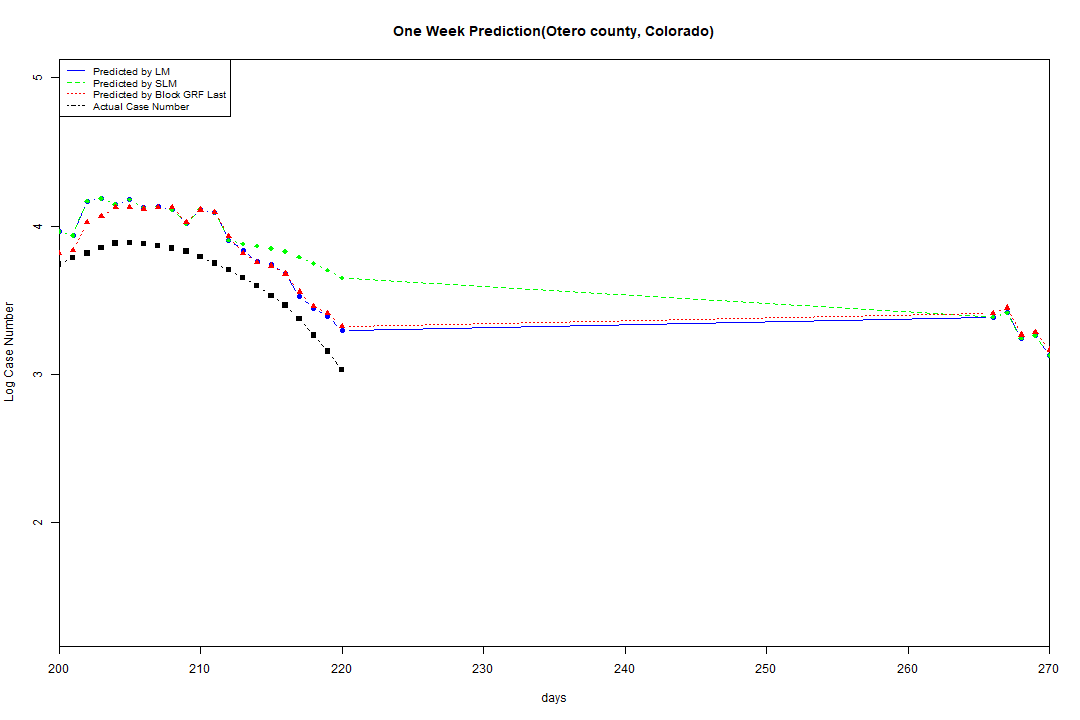 One Week Prediction(Otero county, Colorado)
Predicted by LM
Predicted by SLM
Predicted by Block GRF Last
Actual Case Number
5
4
3
2
Log Case Number
200 210 220 230 240 250 260 270
days